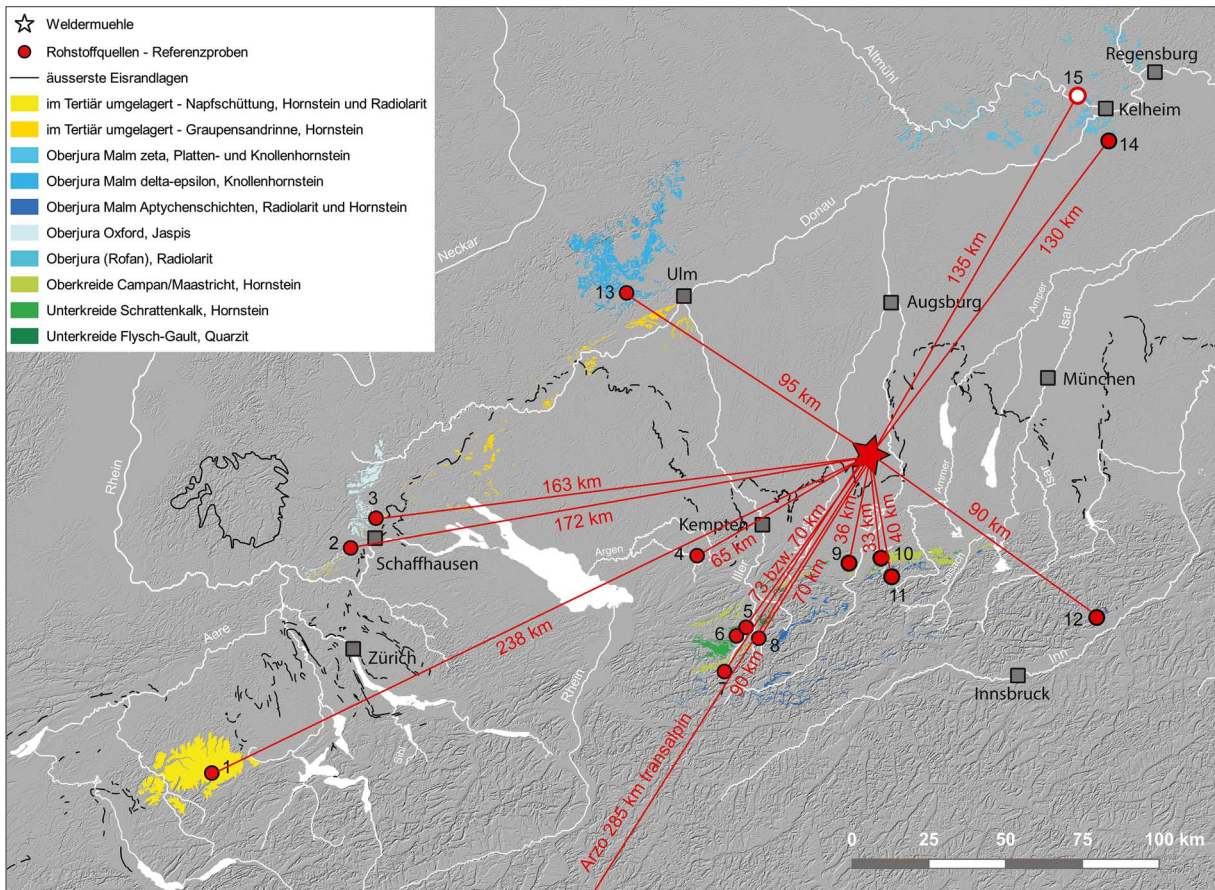 Weldermuehle
Rohstoffquellen - Referenzproben
äusserste Eisrandlagen
im Tertiär umgelagert - Napfschüttung, Hornstein und Radiolarit
im Tertiär umgelagert - Graupensandrinne, Hornstein
Oberjura Malm zeta, Platten- und Knollenhornstein
Oberjura Malm delta-epsilon, Knollenhornstein
Oberjura Malm Aptychenschichten, Radiolarit und Hornstein
Oberjura Oxford, Jaspis
Oberjura (Rofan), Radiolarit
Oberkreide Campan/Maastricht, Hornstein
Unterkreide Schrattenkalk, Hornstein
Unterkreide Flysch-Gault, Quarzit
Altmühl
Regensburg
15
Kelheim
14
Donau
Neckar
135 km
130 km
13
Ulm
Augsburg
Amper
Isar
München
95 km
Rhein
3
163 km
172 km
2
Schaffhausen
Kempten
Argen
4
65 km
Iller
73 bzw. 70 km
70 km
36 km
33 km
40 km
9
10
11
Ammer
Isar
90 km
12
5
6
8
90 km
Aare
Zürich
238 km
Rhein
Inn
Innsbruck
1
Arzo 285 km transalpin
0 25 50 75 100 km